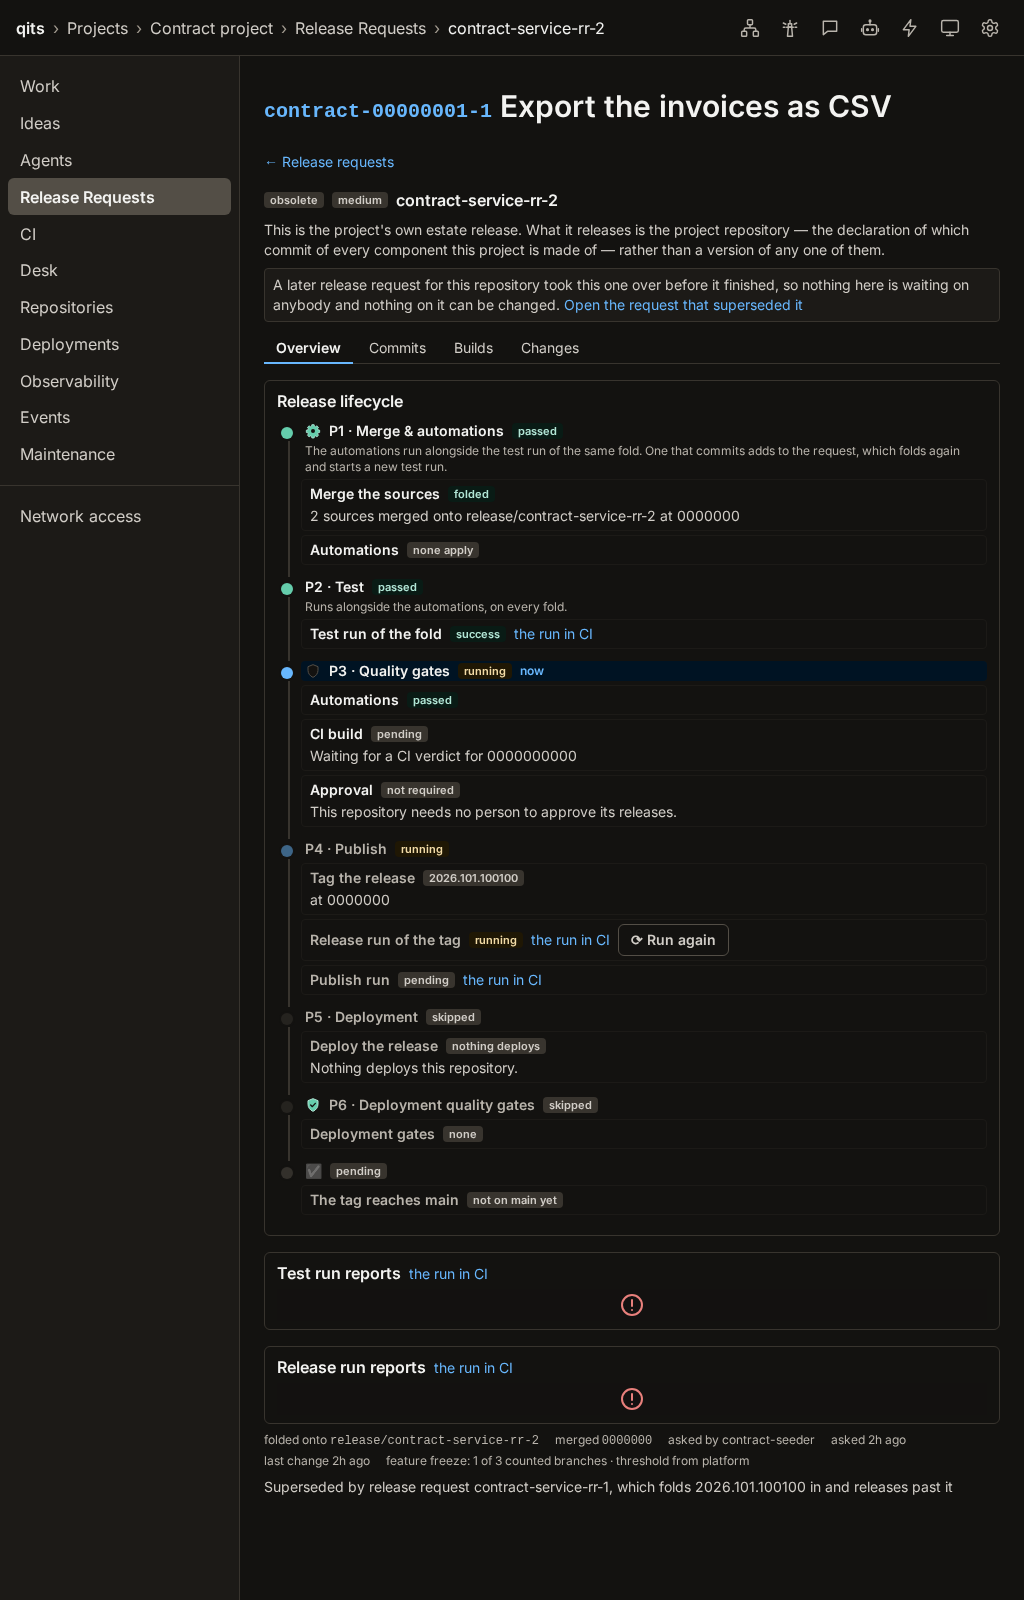 qits › Projects › Contract project › Release Requests › contract-service-rr-2
Work
Ideas
Agents
Release Requests
CI
Desk
Repositories
Deployments
Observability
Events
Maintenance
Network access
contract-00000001-1 Export the invoices as CSV
← Release requests
obsolete medium contract-service-rr-2
This is the project's own estate release. What it releases is the project repository — the declaration of which
commit of every component this project is made of — rather than a version of any one of them.
A later release request for this repository took this one over before it finished, so nothing here is waiting on
anybody and nothing on it can be changed. Open the request that superseded it
Overview Commits Builds Changes
Release lifecycle
P1 · Merge & automations passed
The automations run alongside the test run of the same fold. One that commits adds to the request, which folds again
and starts a new test run.
Merge the sources folded
2 sources merged onto release/contract-service-rr-2 at 0000000
Automations none apply
P2 · Test passed
Runs alongside the automations, on every fold.
Test run of the fold success the run in CI
P3 · Quality gates running now
Automations passed
CI build pending
Waiting for a CI verdict for 0000000000
Approval not required
This repository needs no person to approve its releases.
P4 · Publish running
Tag the release 2026.101.100100
at 0000000
Release run of the tag running the run in CI ⟳ Run again
Publish run pending the run in CI
P5 · Deployment skipped
Deploy the release nothing deploys
Nothing deploys this repository.
P6 · Deployment quality gates skipped
Deployment gates none
pending
The tag reaches main not on main yet
Test run reports the run in CI
Release run reports the run in CI
folded onto release/contract-service-rr-2 merged 0000000 asked by contract-seeder asked 2h ago
last change 2h ago feature freeze: 1 of 3 counted branches · threshold from platform
Superseded by release request contract-service-rr-1, which folds 2026.101.100100 in and releases past it